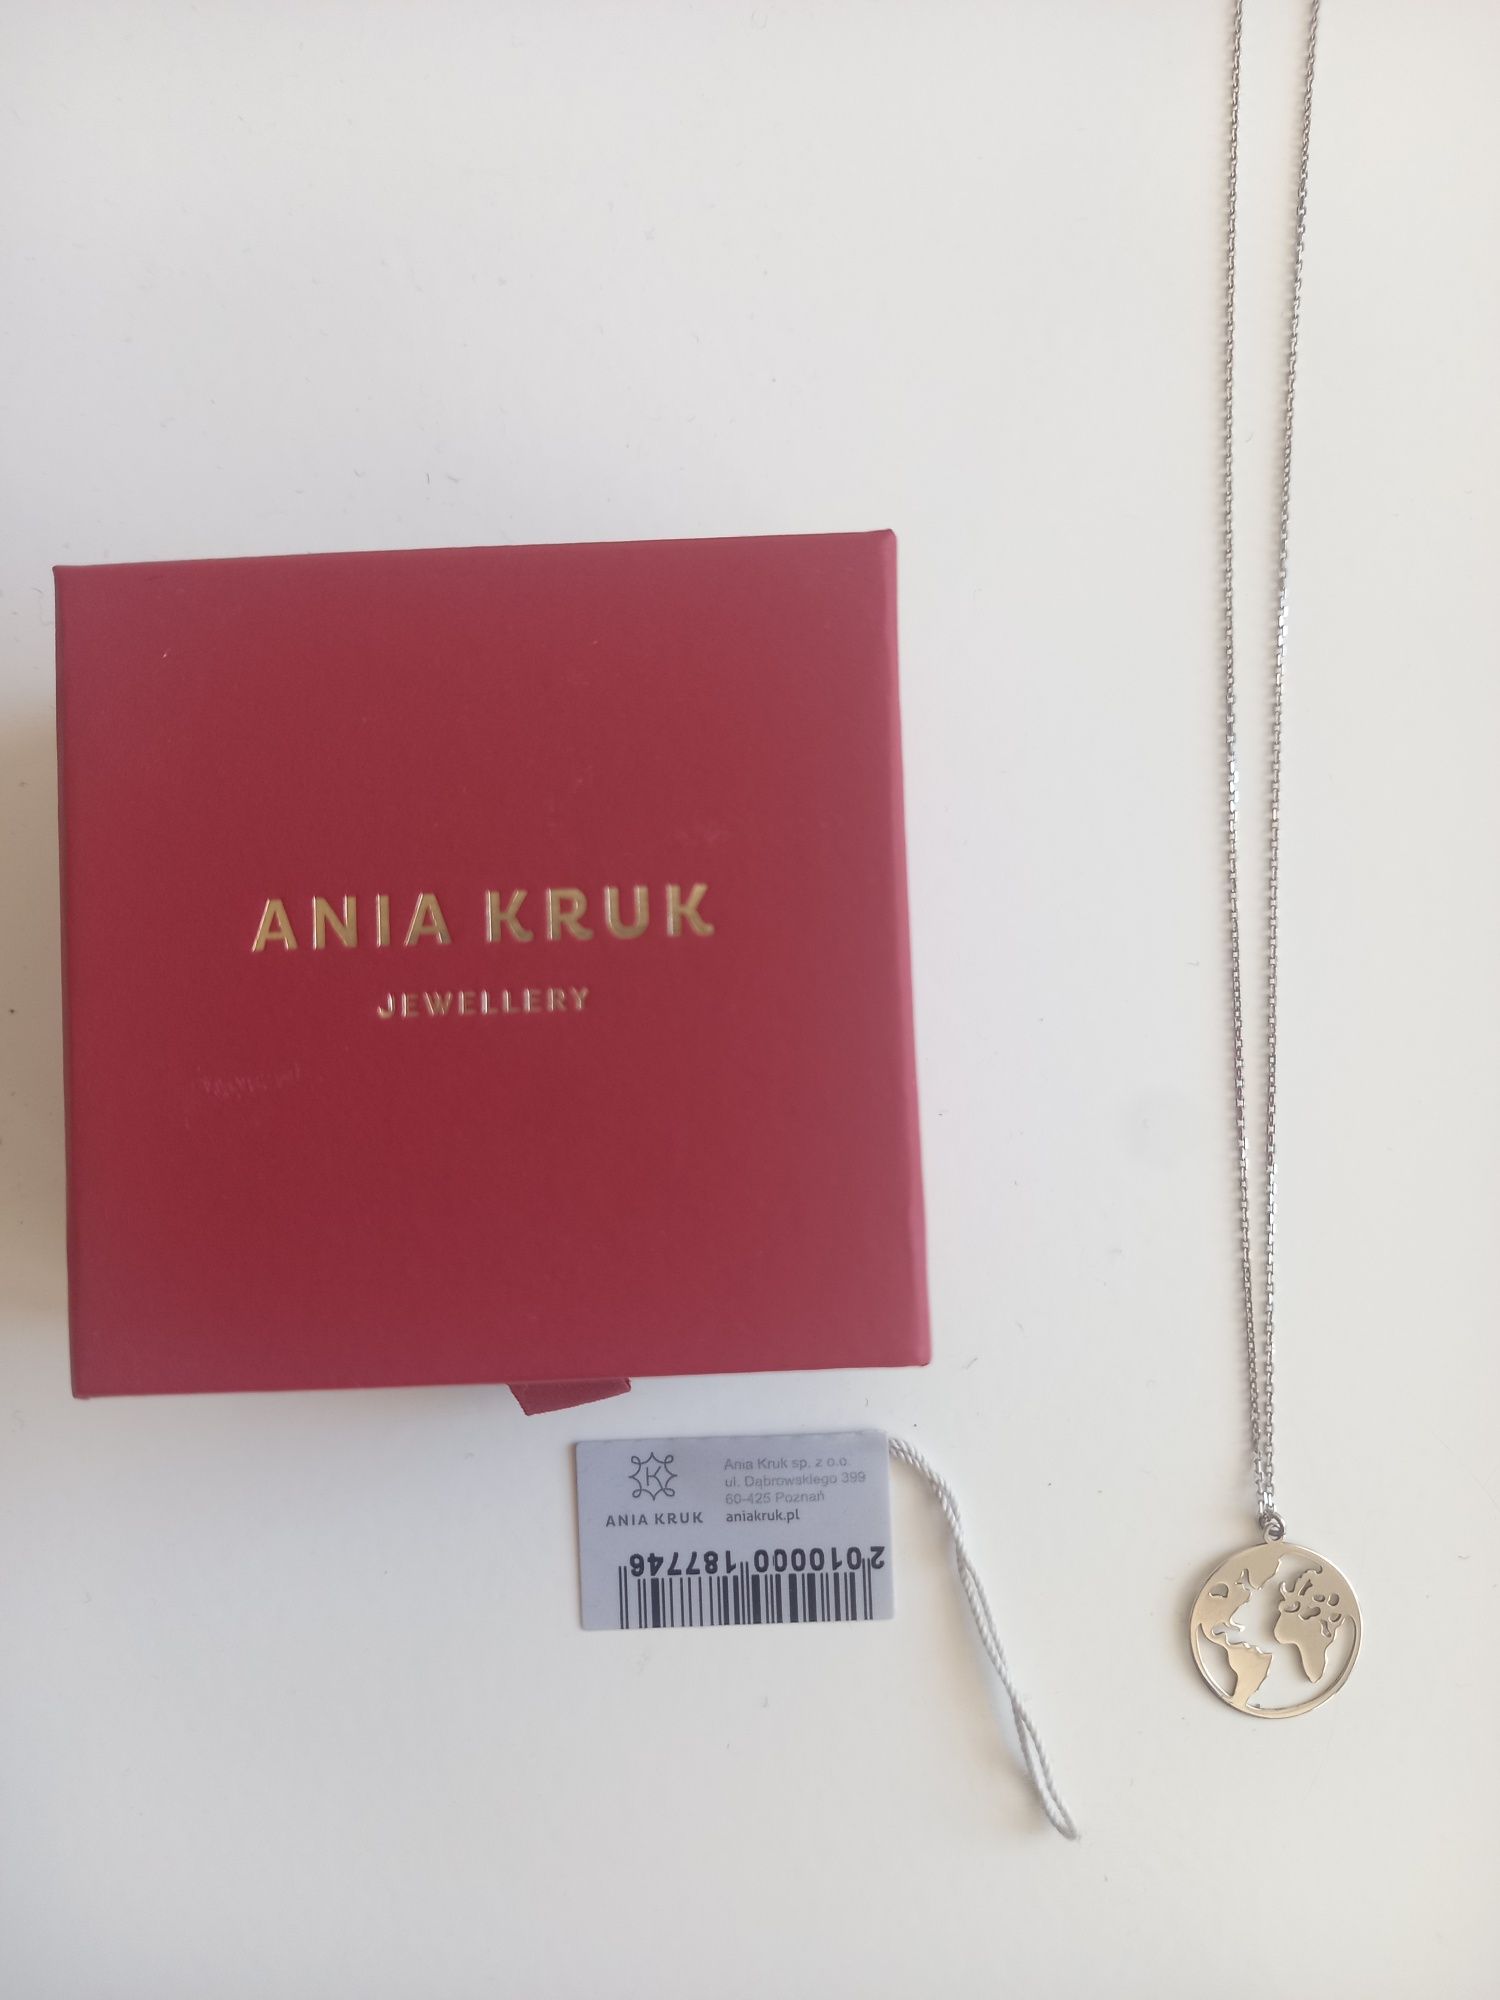 ANIA KRUK
JEWELLERY
ANIA KRUK
Ania Kruk sp. z o.o.
ul. Dąbrowskiego 399
60-425 Poznań
aniakruk.pl
2010000187746